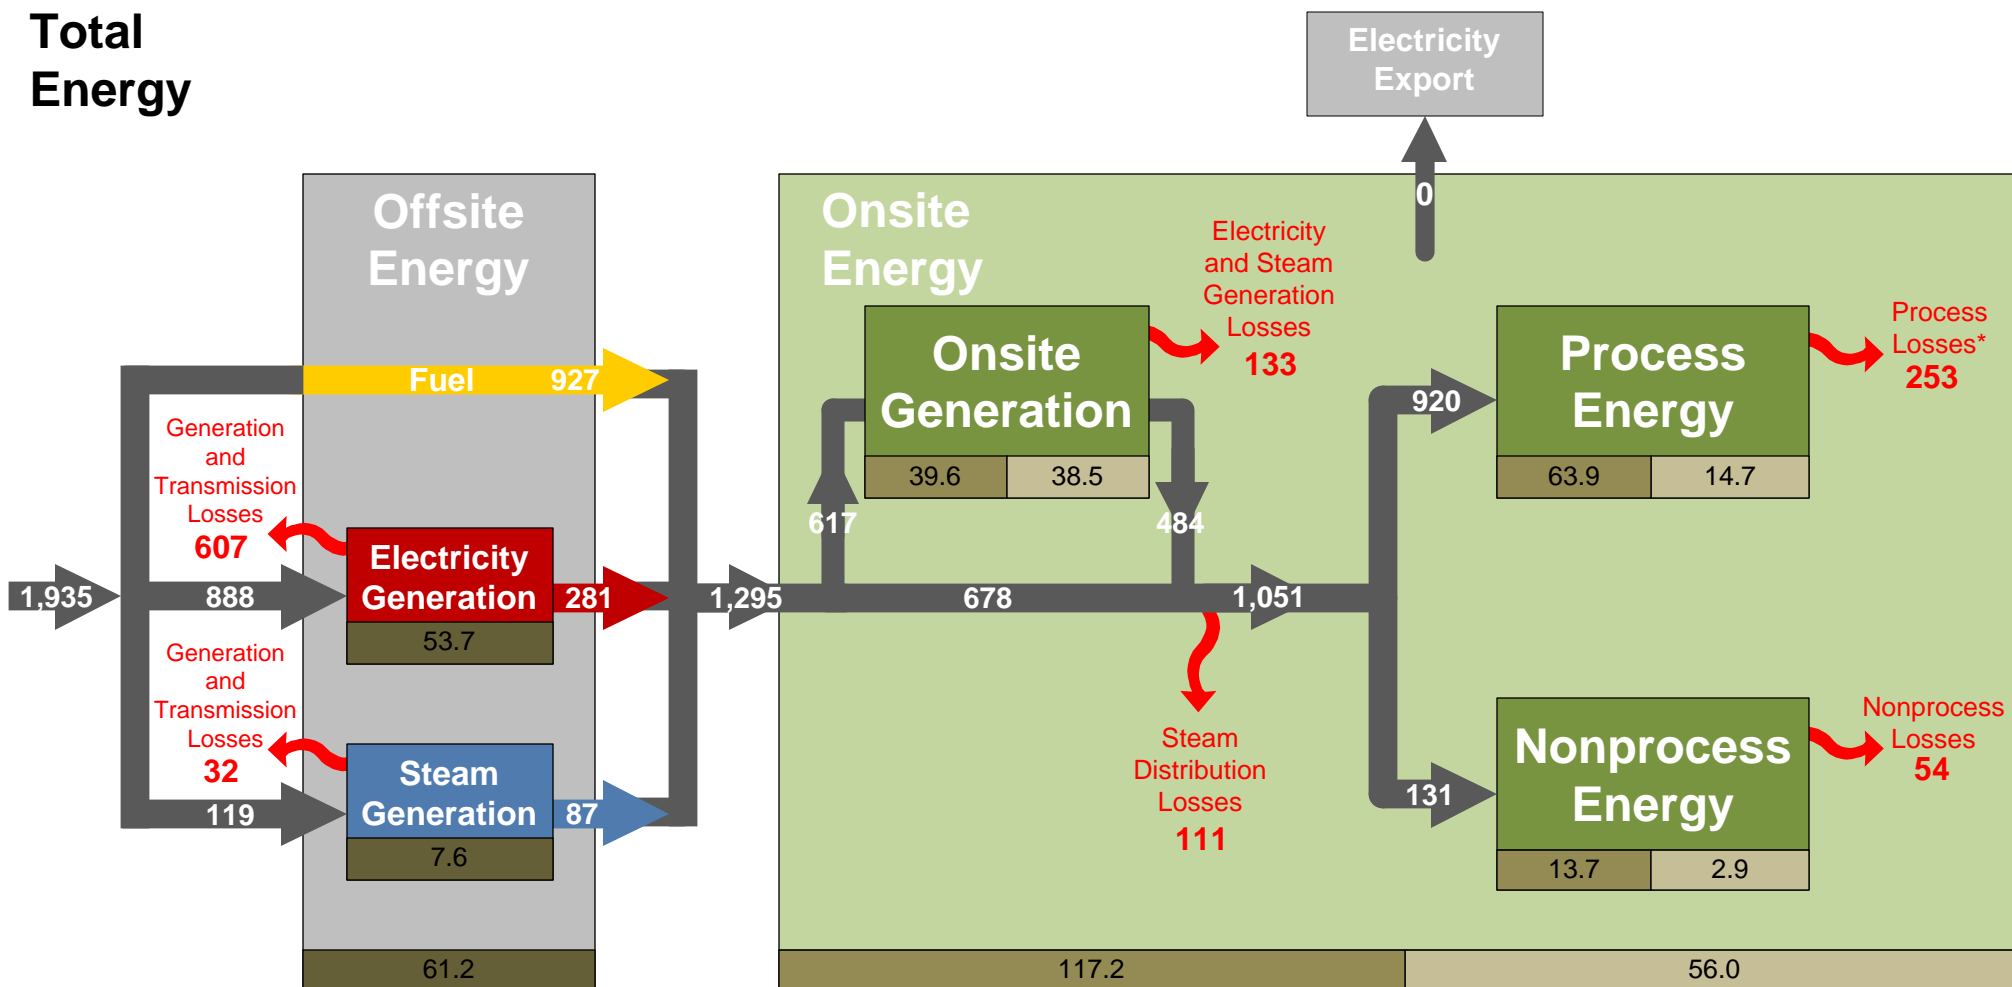 Total
Energy
Electricity
Export
0
Offsite
Energy
Onsite
Energy
Electricity
and Steam
Generation
Losses
133
Onsite
Generation
39.6
38.5
Process
Energy
63.9
14.7
Process
Losses*
253
Fuel
927
Generation
and
Transmission
Losses
607
1,935
888
Electricity
Generation
53.7
281
1,295
617
678
484
1,051
920
131
Generation
and
Transmission
Losses
32
119
Steam
Generation
7.6
87
Steam
Distribution
Losses
111
Nonprocess
Energy
13.7
2.9
Nonprocess
Losses
54
61.2
117.2
56.0